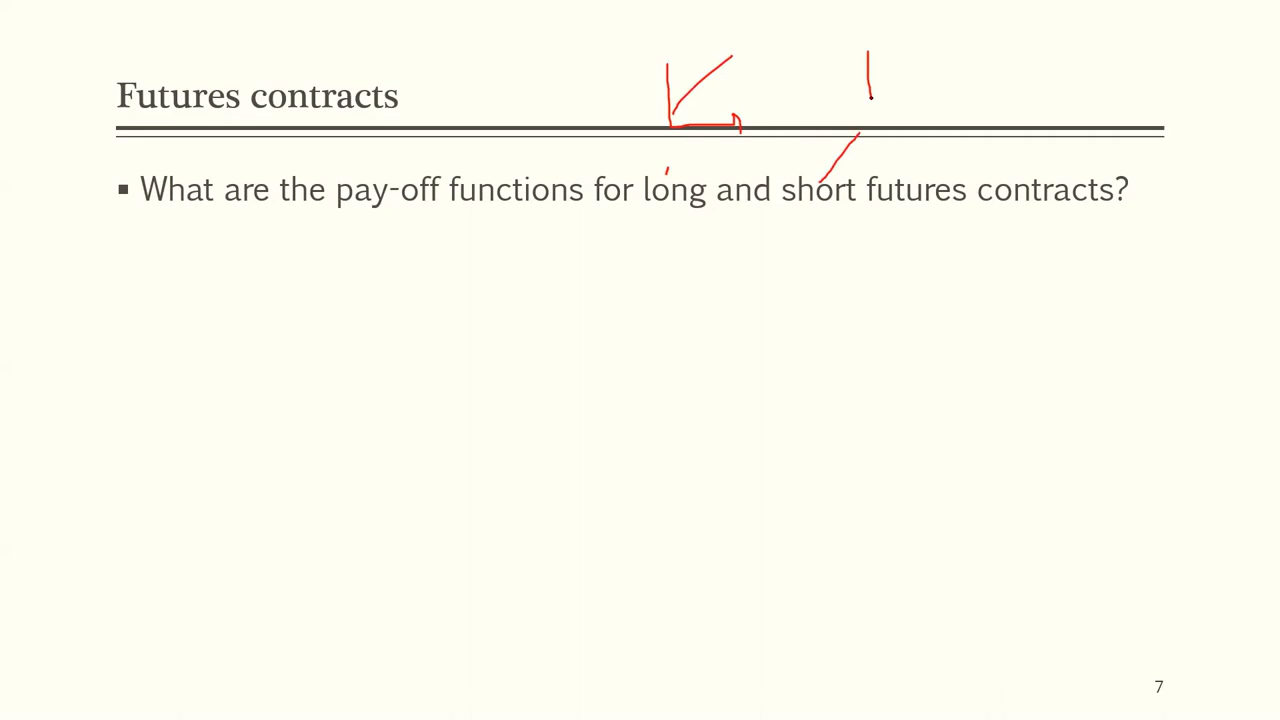 Futures contracts
▪ What are the pay-off functions for long and short futures contracts?
7